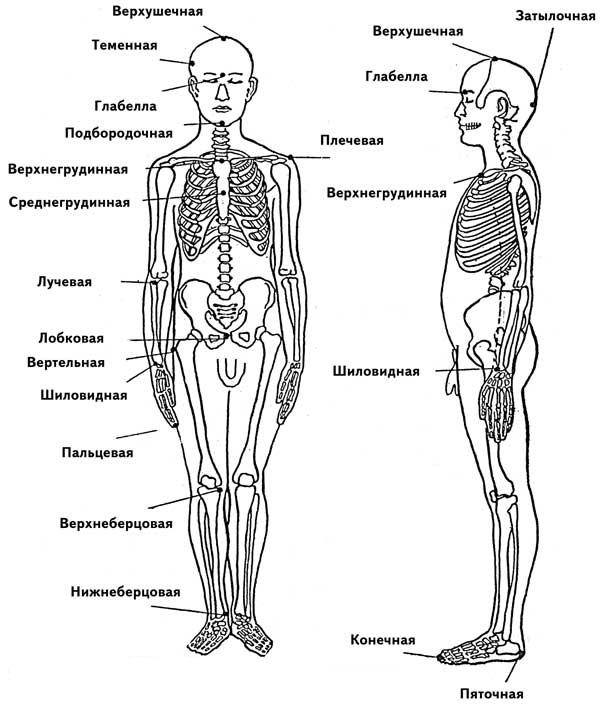 Верхушечная
Теменная
Глабелла
Подбородочная
Плечевая
Верхнегрудинная
Среднегрудинная
Лучевая
Лобковая
Вертельная
Шиловидная
Пальцевая
Верхнеберцовая
Нижнеберцовая
Затылочная
Верхушечная
Глабелла
Верхнегрудинная
Шиловидная
Конечная
Пяточная